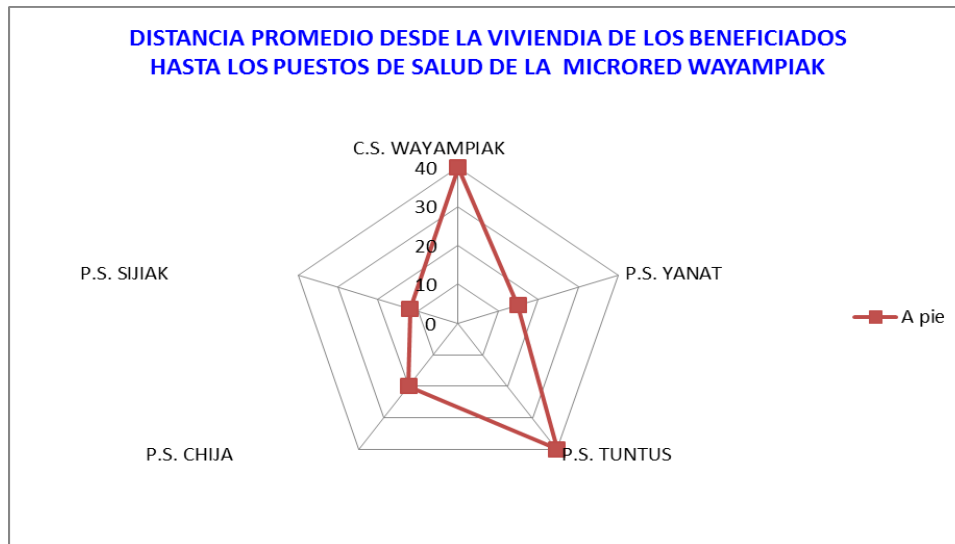 DISTANCIA PROMEDIO DESDE LA VIVIENDIA DE LOS BENEFICIADOS
HASTA LOS PUESTOS DE SALUD DE LA MICRORED WAYAMPIAK
C.S. WAYAMPIAK
40
30
20
10
0
P.S. SIJIAK
P.S. YANAT
A pie
P.S. CHIJA
P.S. TUNTUS